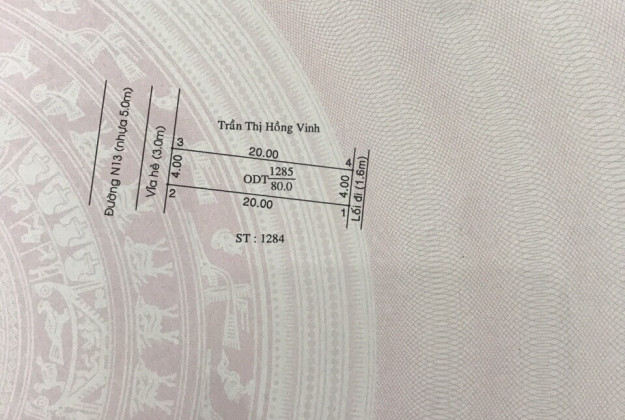 Đường N13 (nhựa 5.0m)
Vỉa hè (3.0m)
Trần Thị Hồng Vinh
3
20.00
4
4.00
ODT 1285
80.0
4.00
Lối đi (1.6m)
2
20.00
1
ST : 1284